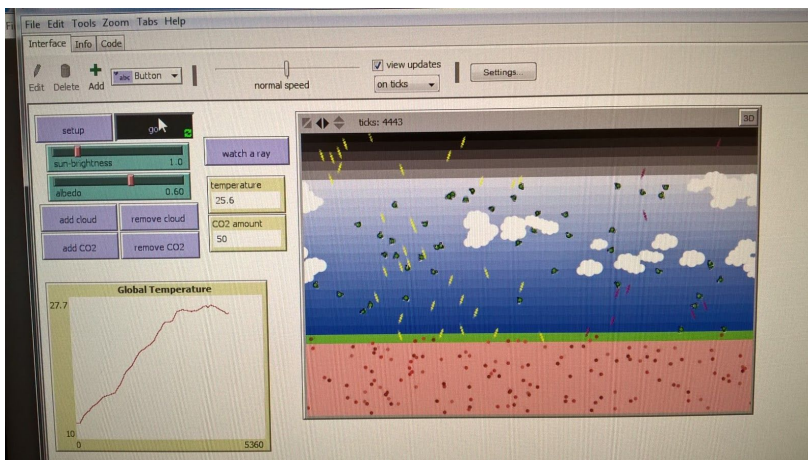 File Edit Tools Zoom Tabs Help
Interface Info Code
Edit Delete Add
abc Button
normal speed
view updates
on ticks
Settings...
setup
go
ticks: 4443
3D
sun-brightness 1.0
watch a ray
albedo 0.60
temperature
25.6
add cloud
remove cloud
CO2 amount
50
add CO2
remove CO2
Global Temperature
27.7
10
0
5360